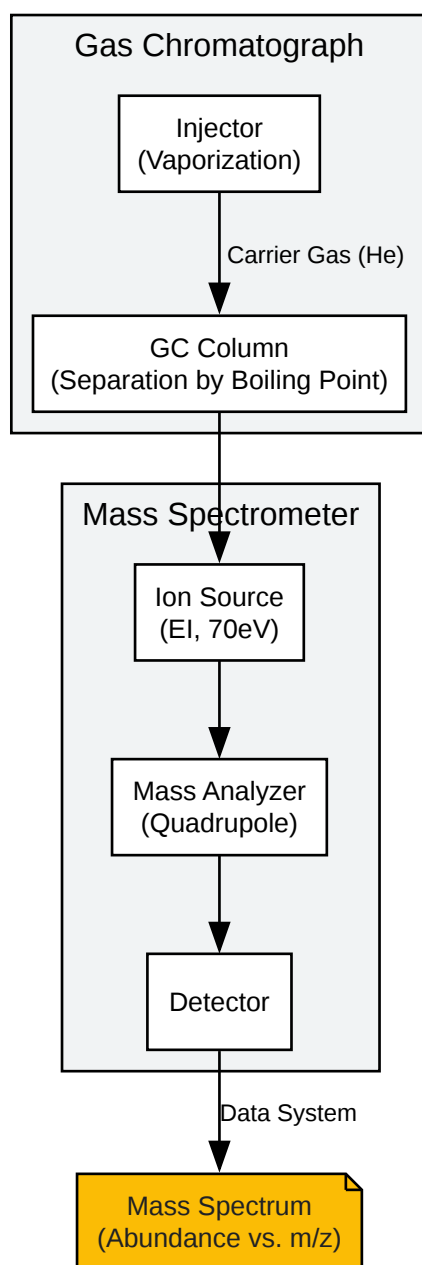 Gas Chromatograph
Injector
(Vaporization)
Carrier Gas (He)
GC Column
(Separation by Boiling Point)
Mass Spectrometer
Ion Source
(EI, 70eV)
Mass Analyzer
(Quadrupole)
Detector
Data System
Mass Spectrum
(Abundance vs. m/z)